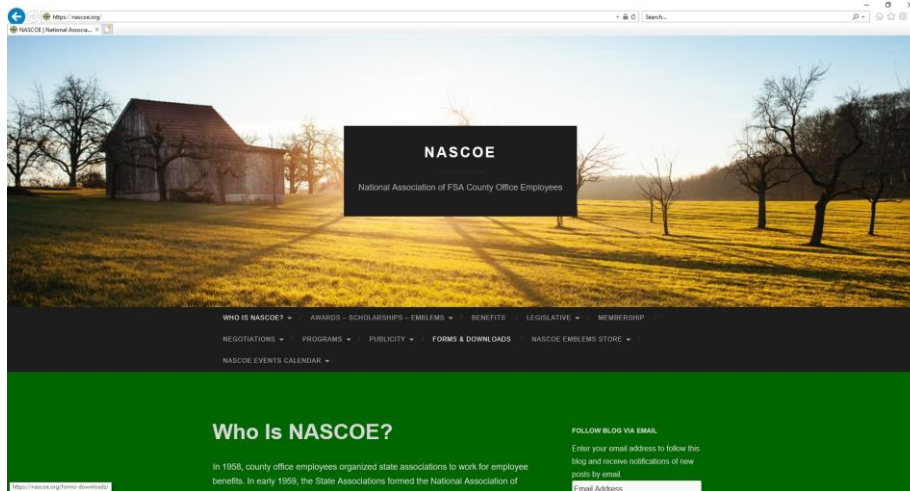 https://nascoe.org/
Search...
NASCOE | National Associa...
NASCOE
National Association of FSA County Office Employees
WHO IS NASCOE? / AWARDS – SCHOLARSHIPS – EMBLEMS / BENEFITS / LEGISLATIVE / MEMBERSHIP /
NEGOTIATIONS / PROGRAMS / PUBLICITY / FORMS & DOWNLOADS / NASCOE EMBLEMS STORE /
NASCOE EVENTS CALENDAR
Who Is NASCOE?
In 1958, county office employees organized state associations to work for employee
benefits. In early 1959, the State Associations formed the National Association of
FOLLOW BLOG VIA EMAIL
Enter your email address to follow this
blog and receive notifications of new
posts by email.
Email Address
https://nascoe.org/forms-downloads/